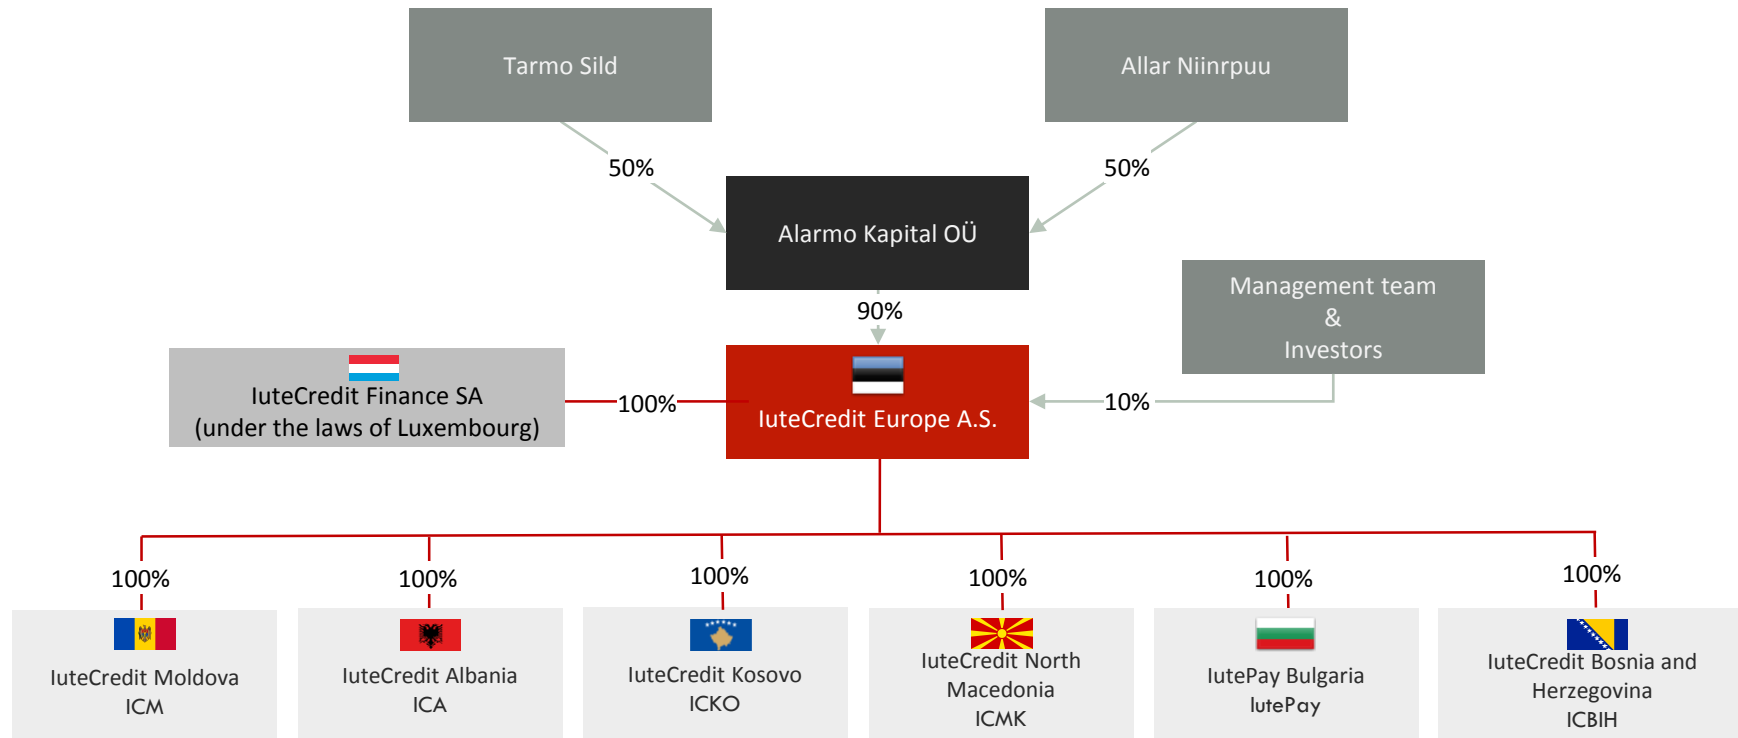 Tarmo Sild
Allar Niinrpuu
50%
50%
Alarmo Kapital OÜ
Management team
&
Investors
90%
IuteCredit Finance SA
(under the laws of Luxembourg)
100%
IuteCredit Europe A.S.
10%
100%
100%
100%
100%
100%
100%
IuteCredit Moldova
ICM
IuteCredit Albania
ICA
IuteCredit Kosovo
ICKO
IuteCredit North
Macedonia
ICMK
IutePay Bulgaria
IutePay
IuteCredit Bosnia and
Herzegovina
ICBIH